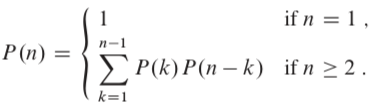 P(n) = { 1 if n = 1 ,
∑_{k=1}^{n−1} P(k)P(n − k) if n ≥ 2 .